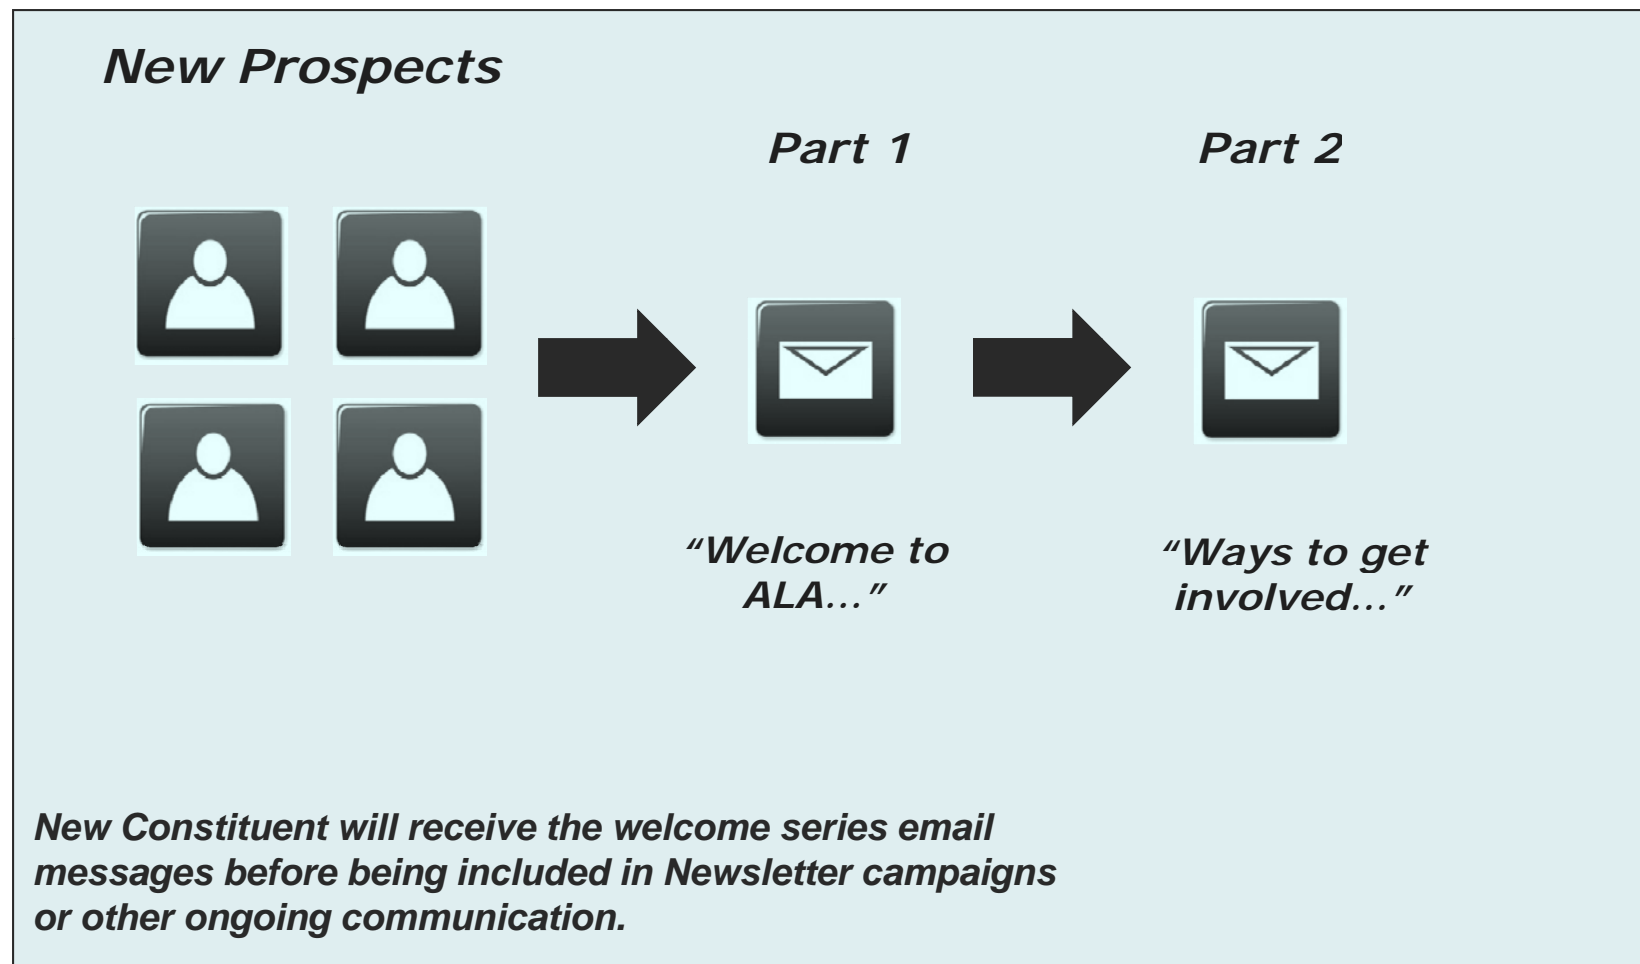 New Prospects
Part 1
Part 2
“Welcome to
ALA…”
“Ways to get
involved…”
New Constituent will receive the welcome series email
messages before being included in Newsletter campaigns
or other ongoing communication.